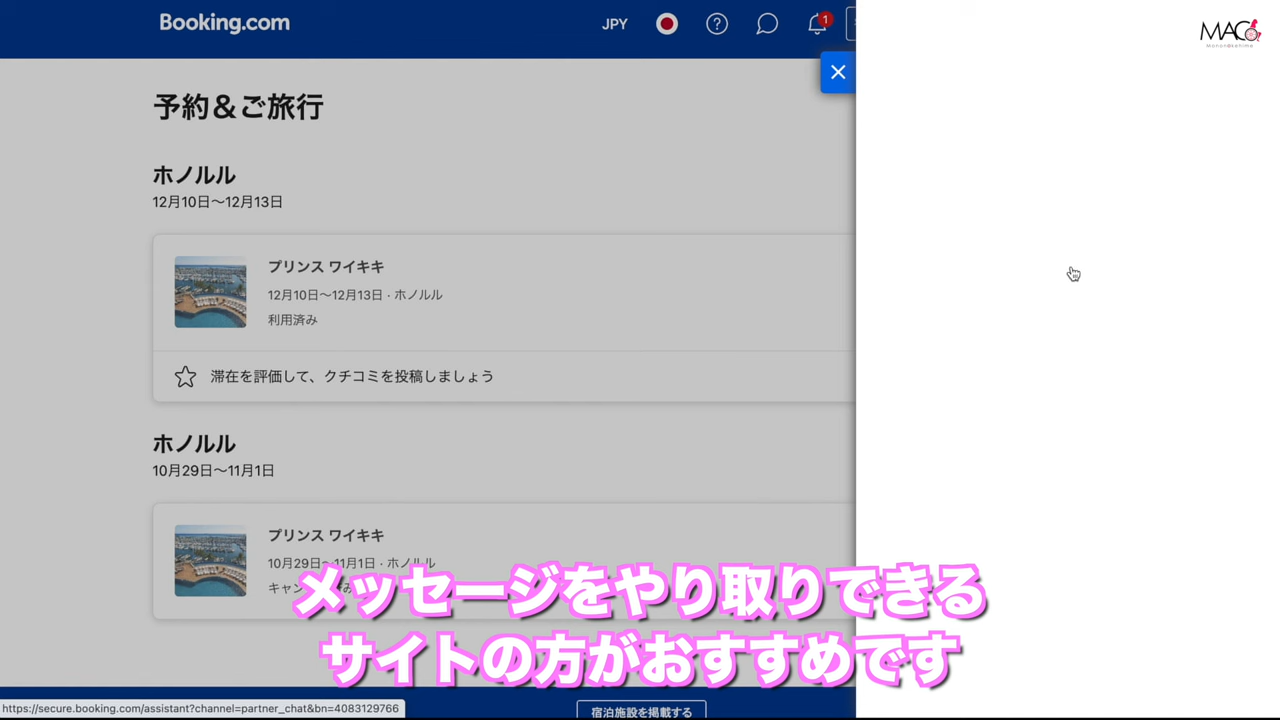 Booking.com
JPY
1
MACo
Monondeahima
予約＆ご旅行
ホノルル
12月10日〜12月13日
プリンス ワイキキ
12月10日〜12月13日 · ホノルル
利用済み
滞在を評価して、クチコミを投稿しましょう
ホノルル
10月29日〜11月1日
プリンス ワイキキ
10月29日〜11月1日 · ホノルル
キャン
メッセージをやり取りできる
サイトの方がおすすめです
https://secure.booking.com/assistant?channel=partner_chat&bn=4083129766
宿泊施設を掲載する